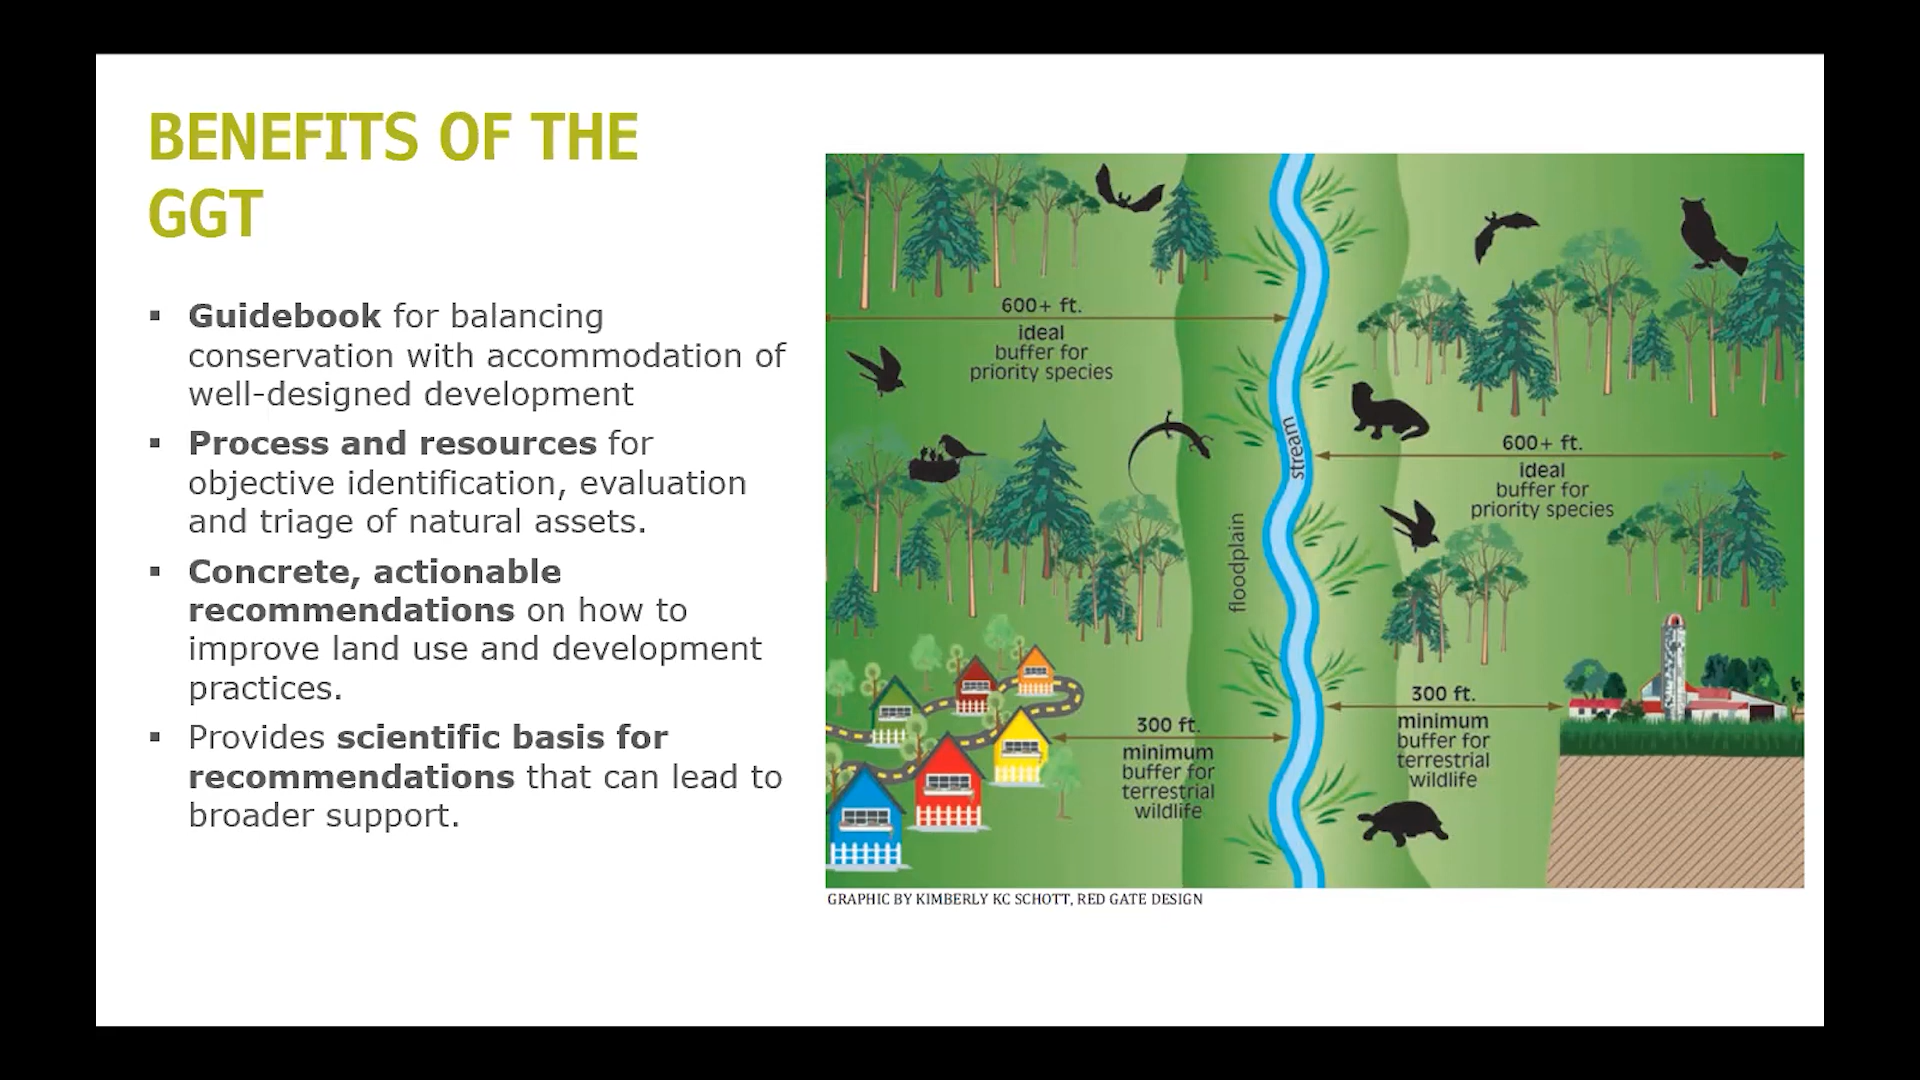 BENEFITS OF THE
GGT
▪ Guidebook for balancing
conservation with accommodation of
well-designed development
▪ Process and resources for
objective identification, evaluation
and triage of natural assets.
▪ Concrete, actionable
recommendations on how to
improve land use and development
practices.
▪ Provides scientific basis for
recommendations that can lead to
broader support.
600+ ft.
ideal
buffer for
priority species
stream
600+ ft.
ideal
buffer for
priority species
floodplain
300 ft.
minimum
buffer for
terrestrial
wildlife
300 ft.
minimum
buffer for
terrestrial
wildlife
GRAPHIC BY KIMBERLY KC SCHOTT, RED GATE DESIGN